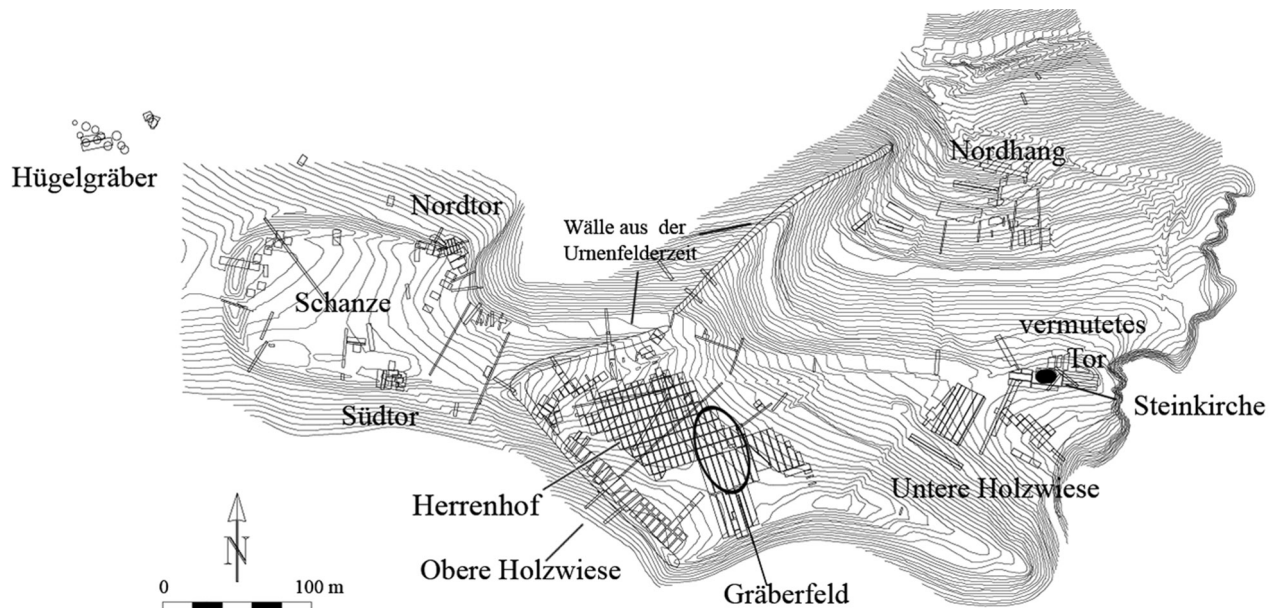 Hügelgräber
Nordtor
Wälle aus der
Urnenfelderzeit
Nordhang
Schanze
vermutetes
Tor
Steinkirche
Südtor
Herrenhof
Untere Holzwiese
Obere Holzwiese
Gräberfeld
N
0 100 m